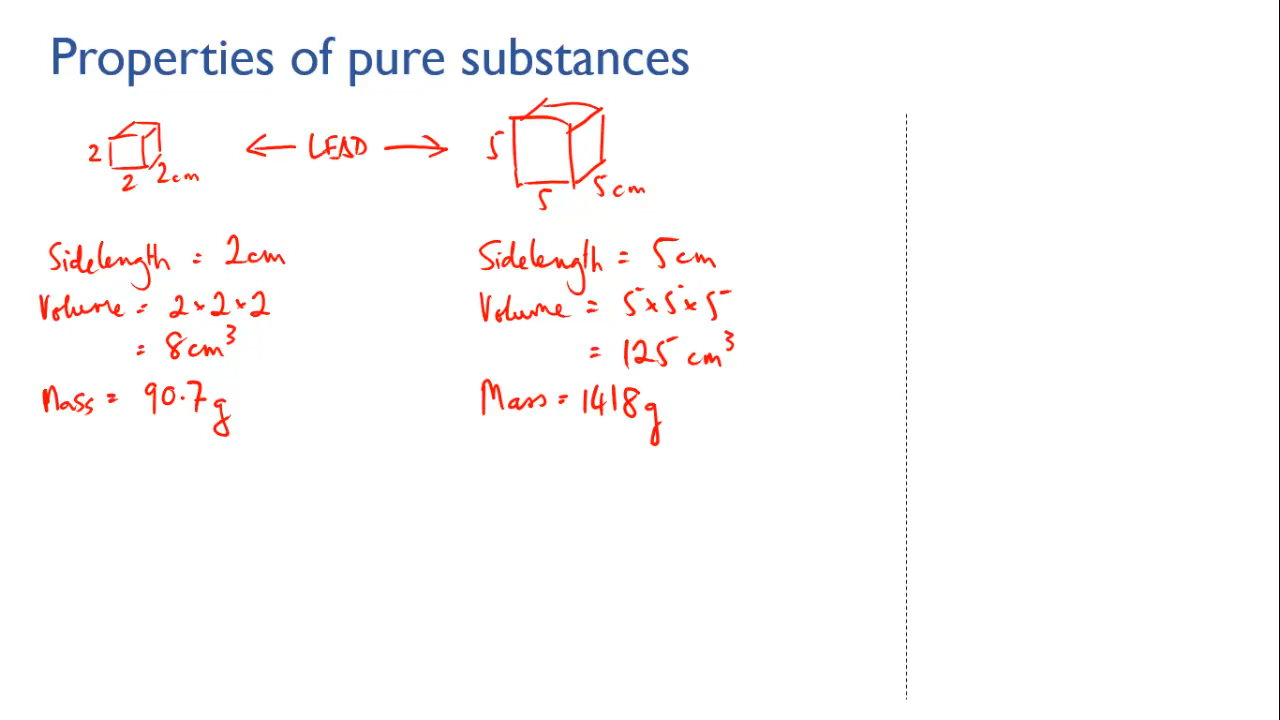 Properties of pure substances
2
2
2cm
← LEAD →
5
5
5cm
Sidelength = 2cm
Volume = 2 × 2 × 2
= 8cm³
Mass = 90.7g
Sidelength = 5cm
Volume = 5 × 5 × 5
= 125 cm³
Mass = 1418g